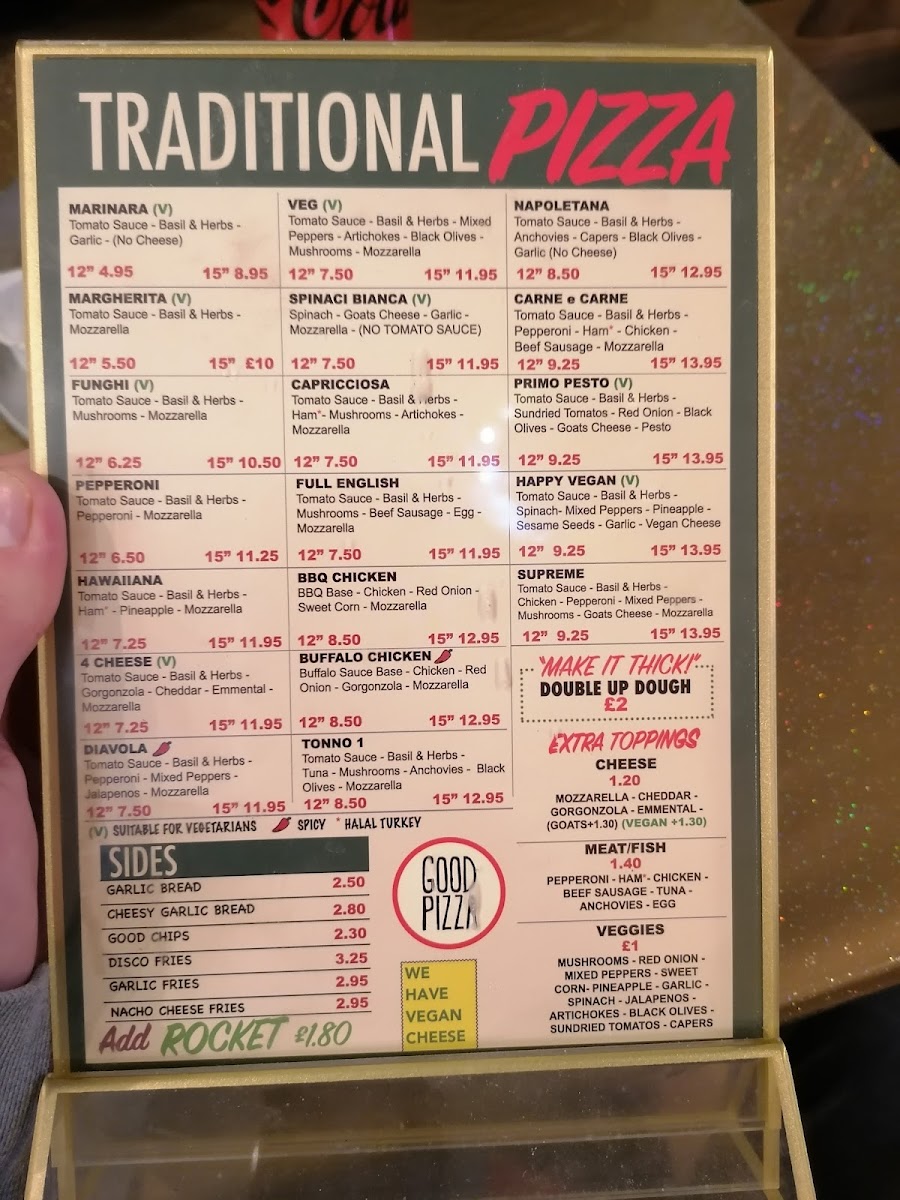 TRADITIONAL PIZZA
MARINARA (V)
Tomato Sauce - Basil & Herbs -
Garlic - (No Cheese)
12” 4.95 15” 8.95
MARGHERITA (V)
Tomato Sauce - Basil & Herbs -
Mozzarella
12” 5.50 15” £10
FUNGHI (V)
Tomato Sauce - Basil & Herbs -
Mushrooms - Mozzarella
12” 6.25 15” 10.50
PEPPERONI
Tomato Sauce - Basil & Herbs -
Pepperoni - Mozzarella
12” 6.50 15” 11.25
HAWAIIANA
Tomato Sauce - Basil & Herbs -
Ham* - Pineapple - Mozzarella
12” 7.25 15” 11.95
4 CHEESE (V)
Tomato Sauce - Basil & Herbs -
Gorgonzola - Cheddar - Emmental -
Mozzarella
12” 7.25 15” 11.95
DIAVOLA
Tomato Sauce - Basil & Herbs -
Pepperoni - Mixed Peppers -
Jalapenos - Mozzarella
12” 7.50 15” 11.95
VEG (V)
Tomato Sauce - Basil & Herbs - Mixed
Peppers - Artichokes - Black Olives -
Mushrooms - Mozzarella
12” 7.50 15” 11.95
SPINACI BIANCA (V)
Spinach - Goats Cheese - Garlic -
Mozzarella - (NO TOMATO SAUCE)
12” 7.50 15” 11.95
CAPRICCIOSA
Tomato Sauce - Basil & Herbs -
Ham*- Mushrooms - Artichokes -
Mozzarella
12” 7.50 15” 11.95
FULL ENGLISH
Tomato Sauce - Basil & Herbs -
Mushrooms - Beef Sausage - Egg -
Mozzarella
12” 7.50 15” 11.95
BBQ CHICKEN
BBQ Base - Chicken - Red Onion -
Sweet Corn - Mozzarella
12” 8.50 15” 12.95
BUFFALO CHICKEN
Buffalo Sauce Base - Chicken - Red
Onion - Gorgonzola - Mozzarella
12” 8.50 15” 12.95
TONNO 1
Tomato Sauce - Basil & Herbs -
Tuna - Mushrooms - Anchovies - Black
Olives - Mozzarella
12” 8.50 15” 12.95
NAPOLETANA
Tomato Sauce - Basil & Herbs -
Anchovies - Capers - Black Olives -
Garlic (No Cheese)
12” 8.50 15” 12.95
CARNE e CARNE
Tomato Sauce - Basil & Herbs -
Pepperoni - Ham* - Chicken -
Beef Sausage - Mozzarella
12” 9.25 15” 13.95
PRIMO PESTO (V)
Tomato Sauce - Basil & Herbs -
Sundried Tomatos - Red Onion - Black
Olives - Goats Cheese - Pesto
12” 9.25 15” 13.95
HAPPY VEGAN (V)
Tomato Sauce - Basil & Herbs -
Spinach- Mixed Peppers - Pineapple -
Sesame Seeds - Garlic - Vegan Cheese
12” 9.25 15” 13.95
SUPREME
Tomato Sauce - Basil & Herbs -
Chicken - Pepperoni - Mixed Peppers -
Mushrooms - Goats Cheese - Mozzarella
12” 9.25 15” 13.95
"MAKE IT THICK!"
DOUBLE UP DOUGH
£2
EXTRA TOPPINGS
CHEESE
1.20
MOZZARELLA - CHEDDAR -
GORGONZOLA - EMMENTAL -
(GOATS+1.30) (VEGAN +1.30)
MEAT/FISH
1.40
PEPPERONI - HAM*- CHICKEN -
BEEF SAUSAGE - TUNA -
ANCHOVIES - EGG
VEGGIES
£1
MUSHROOMS - RED ONION -
MIXED PEPPERS - SWEET
CORN- PINEAPPLE - GARLIC -
SPINACH - JALAPENOS -
ARTICHOKES - BLACK OLIVES -
SUNDRIED TOMATOS - CAPERS
(V) SUITABLE FOR VEGETARIANS SPICY * HALAL TURKEY
SIDES
GARLIC BREAD 2.50
CHEESY GARLIC BREAD 2.80
GOOD CHIPS 2.30
DISCO FRIES 3.25
GARLIC FRIES 2.95
NACHO CHEESE FRIES 2.95
Add ROCKET £1.80
GOOD
PIZZA
WE
HAVE
VEGAN
CHEESE